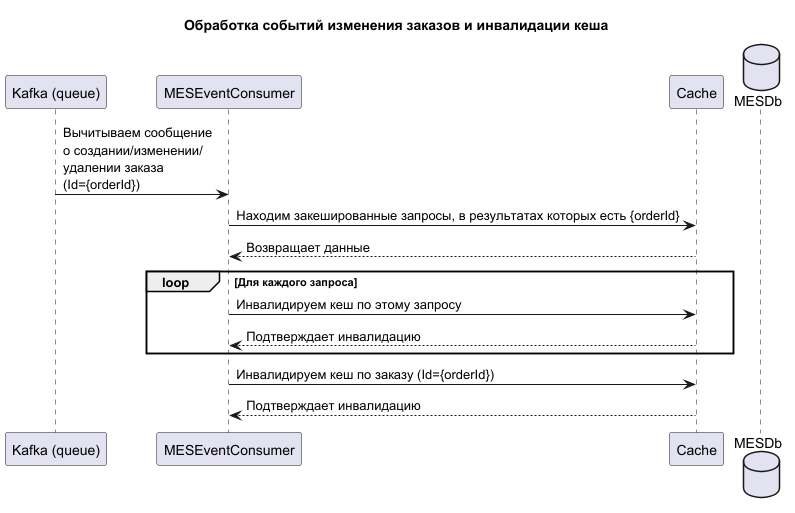 Обработка событий изменения заказов и инвалидации кеша
Kafka (queue)
MESEventConsumer
Cache
MESDb
Вычитываем сообщение
о создании/изменении/
удалении заказа
(Id={orderId})
Находим закешированные запросы, в результатах которых есть {orderId}
Возвращает данные
loop [Для каждого запроса]
Инвалидируем кеш по этому запросу
Подтверждает инвалидацию
Инвалидируем кеш по заказу (Id={orderId})
Подтверждает инвалидацию
Kafka (queue)
MESEventConsumer
Cache
MESDb